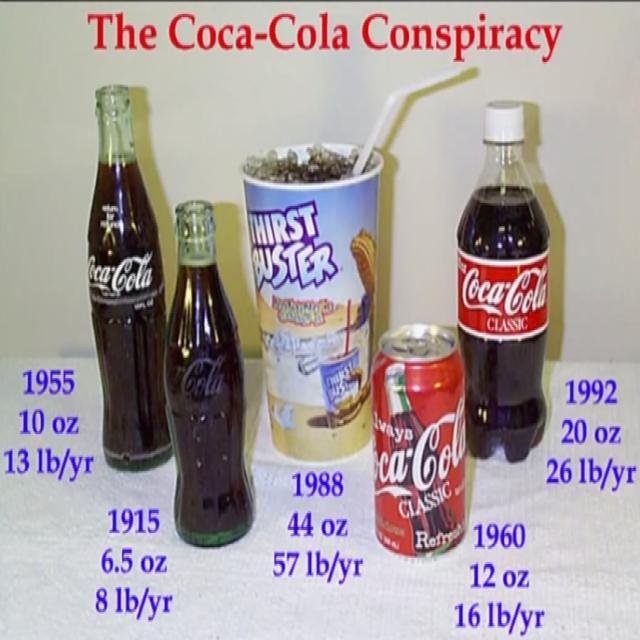 The Coca-Cola Conspiracy
Coca-Cola
Coca-Cola
CLASSIC
THIRST
BUSTER
Cola
THIRST
BUSTER
Always
Coca-Cola
CLASSIC
Refresh
1955
10 oz
13 lb/yr
1915
6.5 oz
8 lb/yr
1988
44 oz
57 lb/yr
1960
12 oz
16 lb/yr
1992
20 oz
26 lb/yr